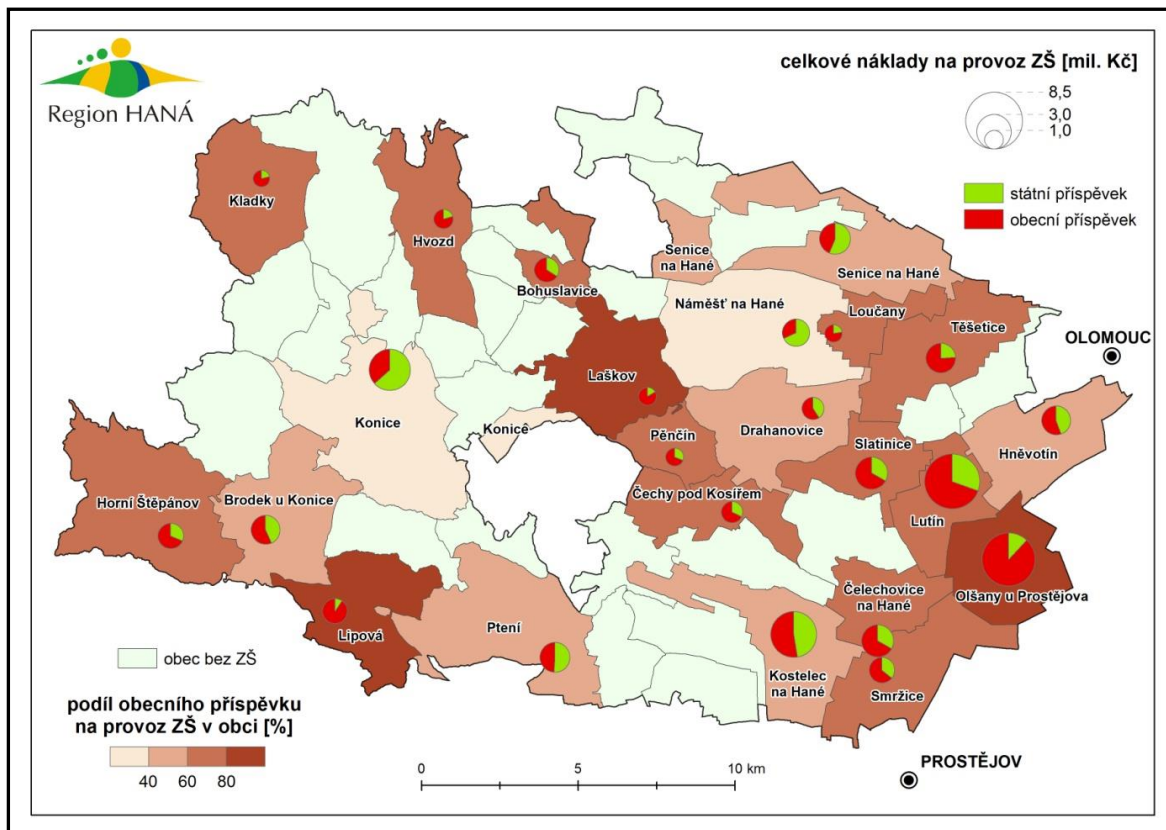 Region HANÁ
celkové náklady na provoz ZŠ [mil. Kč]
8,5
3,0
1,0
státní příspěvek
obecní příspěvek
Kladky
Hvozd
Bohuslavice
Senice
na Hané
Senice na Hané
Náměšť na Hané
Loučany
Těšetice
OLOMOUC
Laškov
Konice
Konice
Pěnčín
Drahanovice
Slatinice
Hněvotín
Horní Štěpánov
Brodek u Konice
Čechy pod Kosířem
Lutín
Olšany u Prostějova
Čelechovice
na Hané
Lipová
Ptení
Kostelec
na Hané
Smržice
obec bez ZŠ
podíl obecního příspěvku
na provoz ZŠ v obci [%]
40 60 80
0 5 10 km
PROSTĚJOV